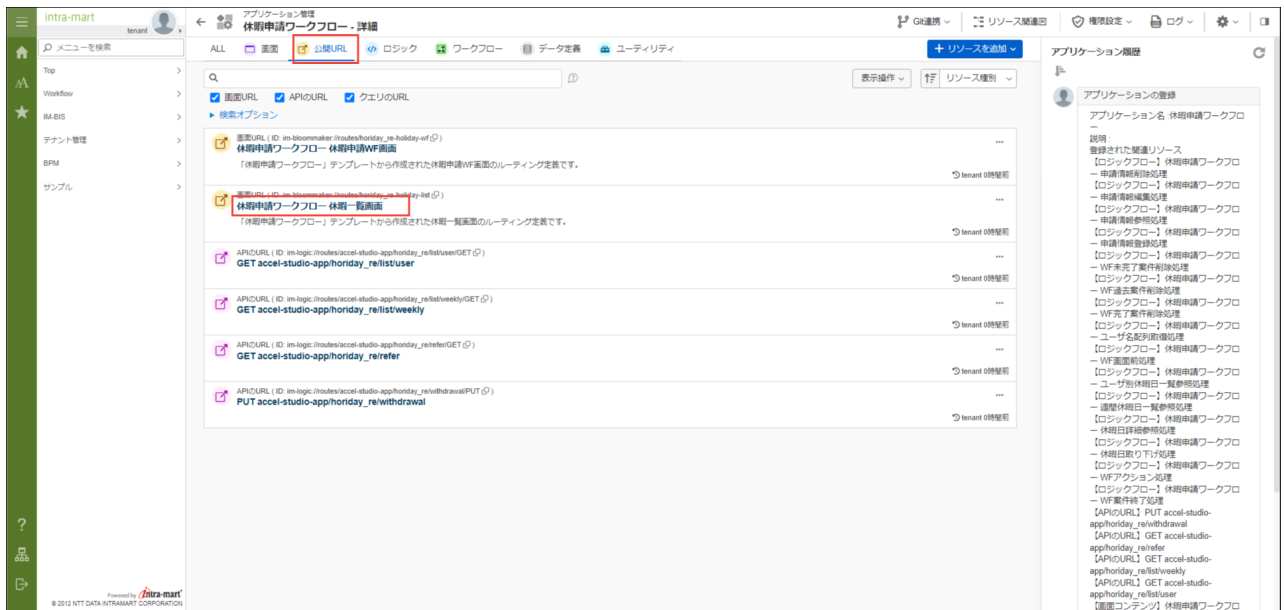 intra-mart
tenant
メニューを検索
Top
Workflow
IM-BIS
テナント管理
BPM
サンプル
Powered by intra-mart
© 2012 NTT DATA INTRAMART CORPORATION
アプリケーション管理
休暇申請ワークフロー - 詳細
Git連携
リソース関連図
権限設定
ログ
ALL
画面
公開URL
ロジック
ワークフロー
データ定義
ユーティリティ
リソースを追加
表示操作
リソース種別
画面URL
APIのURL
クエリのURL
検索オプション
画面URL ( ID: im-bloommaker://routes/horiday_re-holiday-wf )
休暇申請ワークフロー 休暇申請WF画面
「休暇申請ワークフロー」テンプレートから作成された休暇申請WF画面のルーティング定義です。
tenant 0時間前
画面URL ( ID: im-bloommaker://routes/horiday_re-holiday-list )
休暇申請ワークフロー 休暇一覧画面
「休暇申請ワークフロー」テンプレートから作成された休暇一覧画面のルーティング定義です。
tenant 0時間前
APIのURL ( ID: im-logic://routes/accel-studio-app/horiday_re/list/user/GET )
GET accel-studio-app/horiday_re/list/user
tenant 0時間前
APIのURL ( ID: im-logic://routes/accel-studio-app/horiday_re/list/weekly/GET )
GET accel-studio-app/horiday_re/list/weekly
tenant 0時間前
APIのURL ( ID: im-logic://routes/accel-studio-app/horiday_re/refer/GET )
GET accel-studio-app/horiday_re/refer
tenant 0時間前
APIのURL ( ID: im-logic://routes/accel-studio-app/horiday_re/withdrawal/PUT )
PUT accel-studio-app/horiday_re/withdrawal
tenant 0時間前
アプリケーション履歴
アプリケーションの登録
アプリケーション名 :休暇申請ワークフロ
ー
説明 :
登録された関連リソース
【ロジックフロー】休暇申請ワークフロ
ー 申請情報削除処理
【ロジックフロー】休暇申請ワークフロ
ー 申請情報編集処理
【ロジックフロー】休暇申請ワークフロ
ー 申請情報参照処理
【ロジックフロー】休暇申請ワークフロ
ー 申請情報登録処理
【ロジックフロー】休暇申請ワークフロ
ー WF未完了案件削除処理
【ロジックフロー】休暇申請ワークフロ
ー WF過去案件削除処理
【ロジックフロー】休暇申請ワークフロ
ー WF完了案件削除処理
【ロジックフロー】休暇申請ワークフロ
ー ユーザ名配列取得処理
【ロジックフロー】休暇申請ワークフロ
ー WF画面前処理
【ロジックフロー】休暇申請ワークフロ
ー ユーザ別休暇日一覧参照処理
【ロジックフロー】休暇申請ワークフロ
ー 週間休暇日一覧参照処理
【ロジックフロー】休暇申請ワークフロ
ー 休暇日詳細参照処理
【ロジックフロー】休暇申請ワークフロ
ー 休暇日取り下げ処理
【ロジックフロー】休暇申請ワークフロ
ー WFアクション処理
【ロジックフロー】休暇申請ワークフロ
ー WF案件終了処理
【APIのURL】PUT accel-studio-
app/horiday_re/withdrawal
【APIのURL】GET accel-studio-
app/horiday_re/refer
【APIのURL】GET accel-studio-
app/horiday_re/list/weekly
【APIのURL】GET accel-studio-
app/horiday_re/list/user
【画面コンテンツ】休暇申請ワークフロ